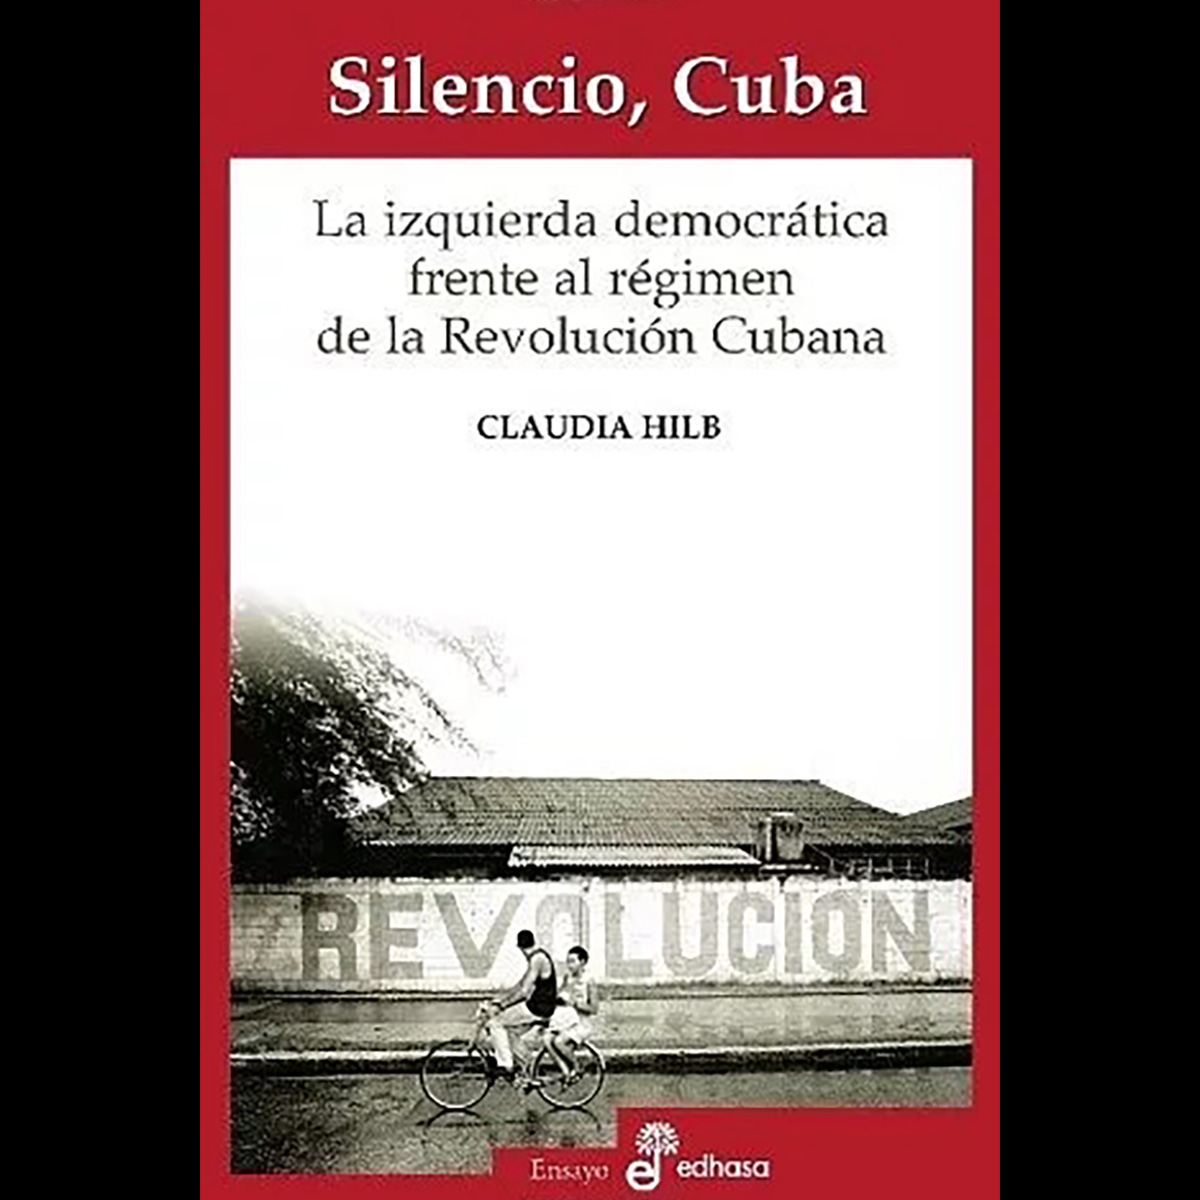 Silencio, Cuba
La izquierda democrática
frente al régimen
de la Revolución Cubana
CLAUDIA HILB
REVOLUCION
Ensayo
edhasa